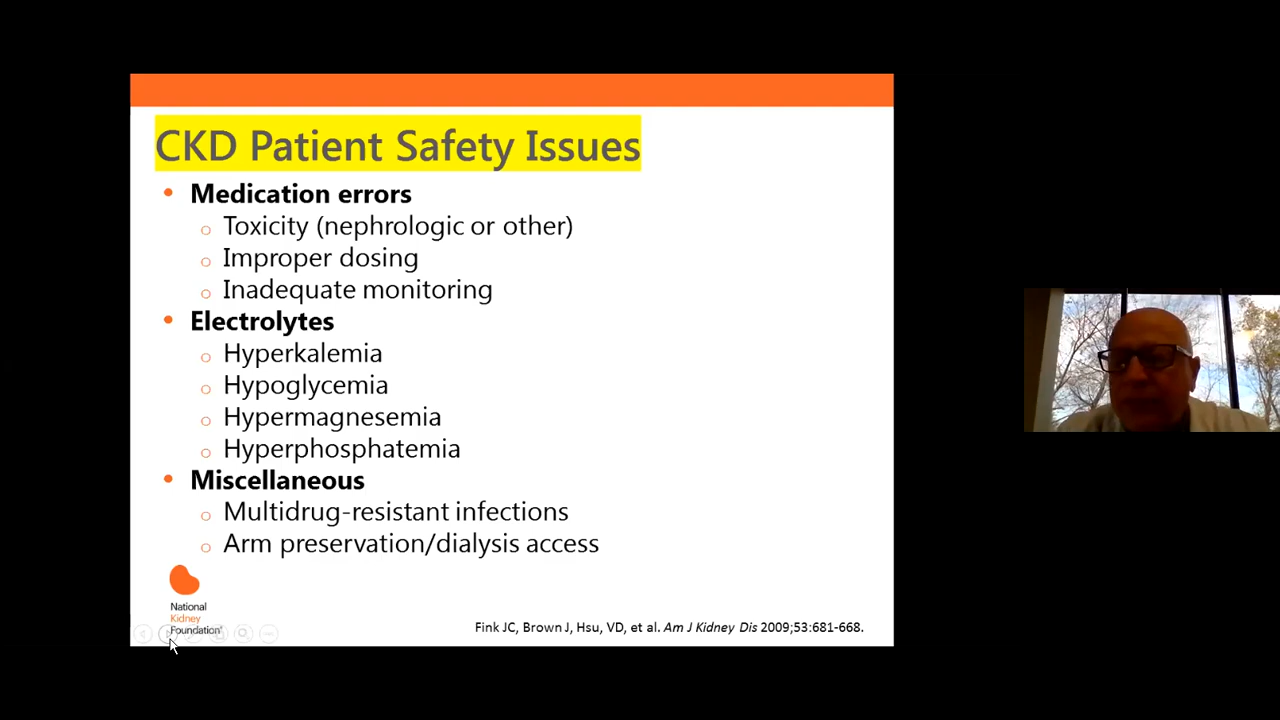 CKD Patient Safety Issues
• Medication errors
o Toxicity (nephrologic or other)
o Improper dosing
o Inadequate monitoring
• Electrolytes
o Hyperkalemia
o Hypoglycemia
o Hypermagnesemia
o Hyperphosphatemia
• Miscellaneous
o Multidrug-resistant infections
o Arm preservation/dialysis access
National
Kidney
Foundation®
Fink JC, Brown J, Hsu, VD, et al. Am J Kidney Dis 2009;53:681-668.